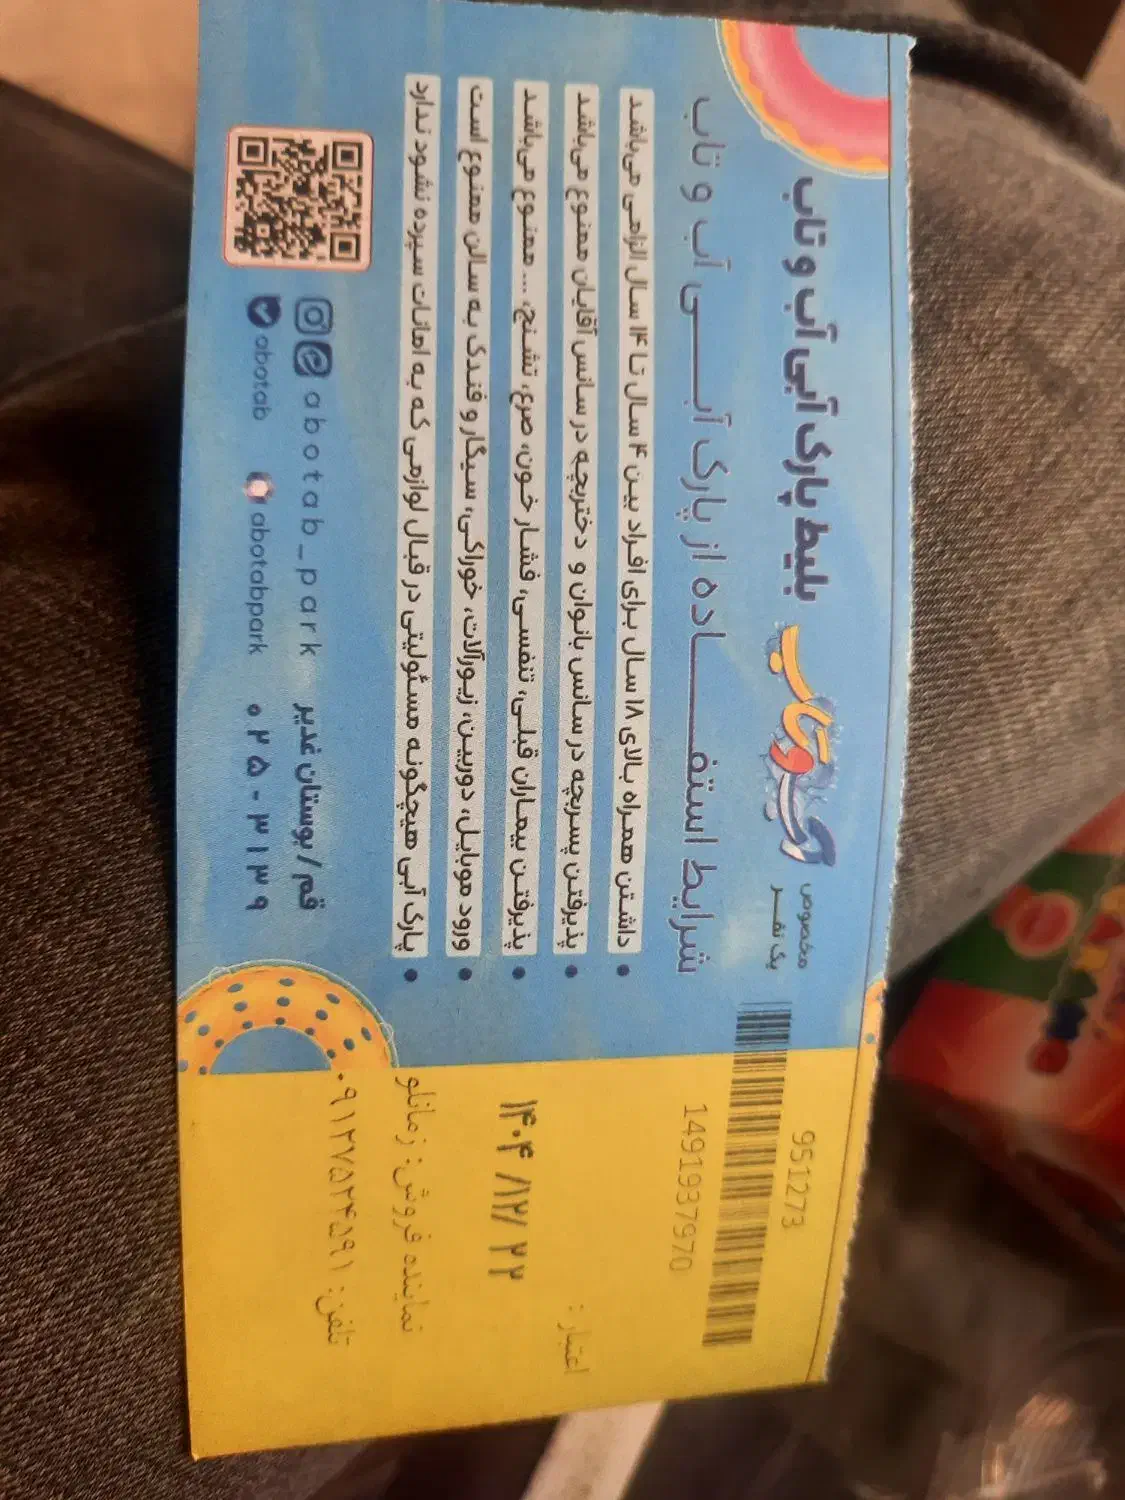 بلیط پارک آبی آب و تاب
آب و تاب
مخصوص
یک نفر
شرایط استفاده از پارک آبی آب و تاب
• داشتن همراه بالای ۱۸ سال برای افراد بین ۴ سال تا ۱۴ سال الزامی می‌باشد
• پذیرفتن پسربچه در سانس بانوان و دختربچه در سانس آقایان ممنوع می‌باشد
• پذیرفتن بیماران قبلی، تنفسی، فشار خون، صرع، تشنج، ... ممنوع می‌باشد
• ورود موبایل، دوربین، زیورآلات، خوراکی، سیگار و فندک به سالن ممنوع است
• پارک آبی هیچگونه مسئولیتی در قبال لوازمی که به امانات سپرده نشود ندارد
abotab_park قم / بوستان غدیر
abotab abotabpark ۰۲۵-۳۱۳۹
951273
1491937970
اعتبار :
۱۴۰۴/۱۲/۲۲
نماینده فروش: زمانلو
تلفن: ۰۹۱۲۷۵۲۴۵۹۱